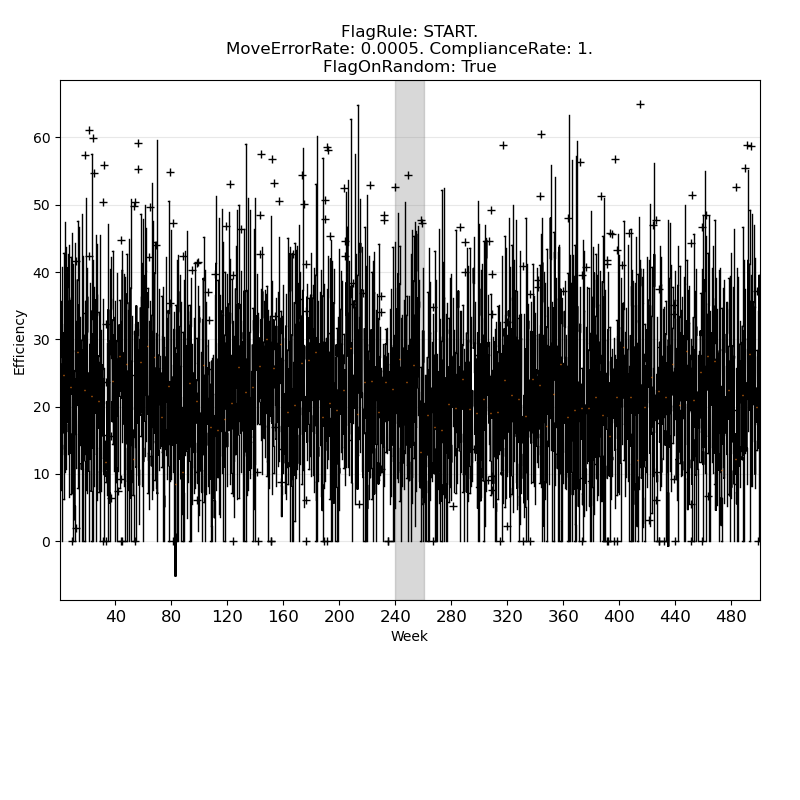 FlagRule: START.
MoveErrorRate: 0.0005. ComplianceRate: 1.
FlagOnRandom: True
Efficiency
60
50
40
30
20
10
0
40 80 120 160 200 240 280 320 360 400 440 480
Week